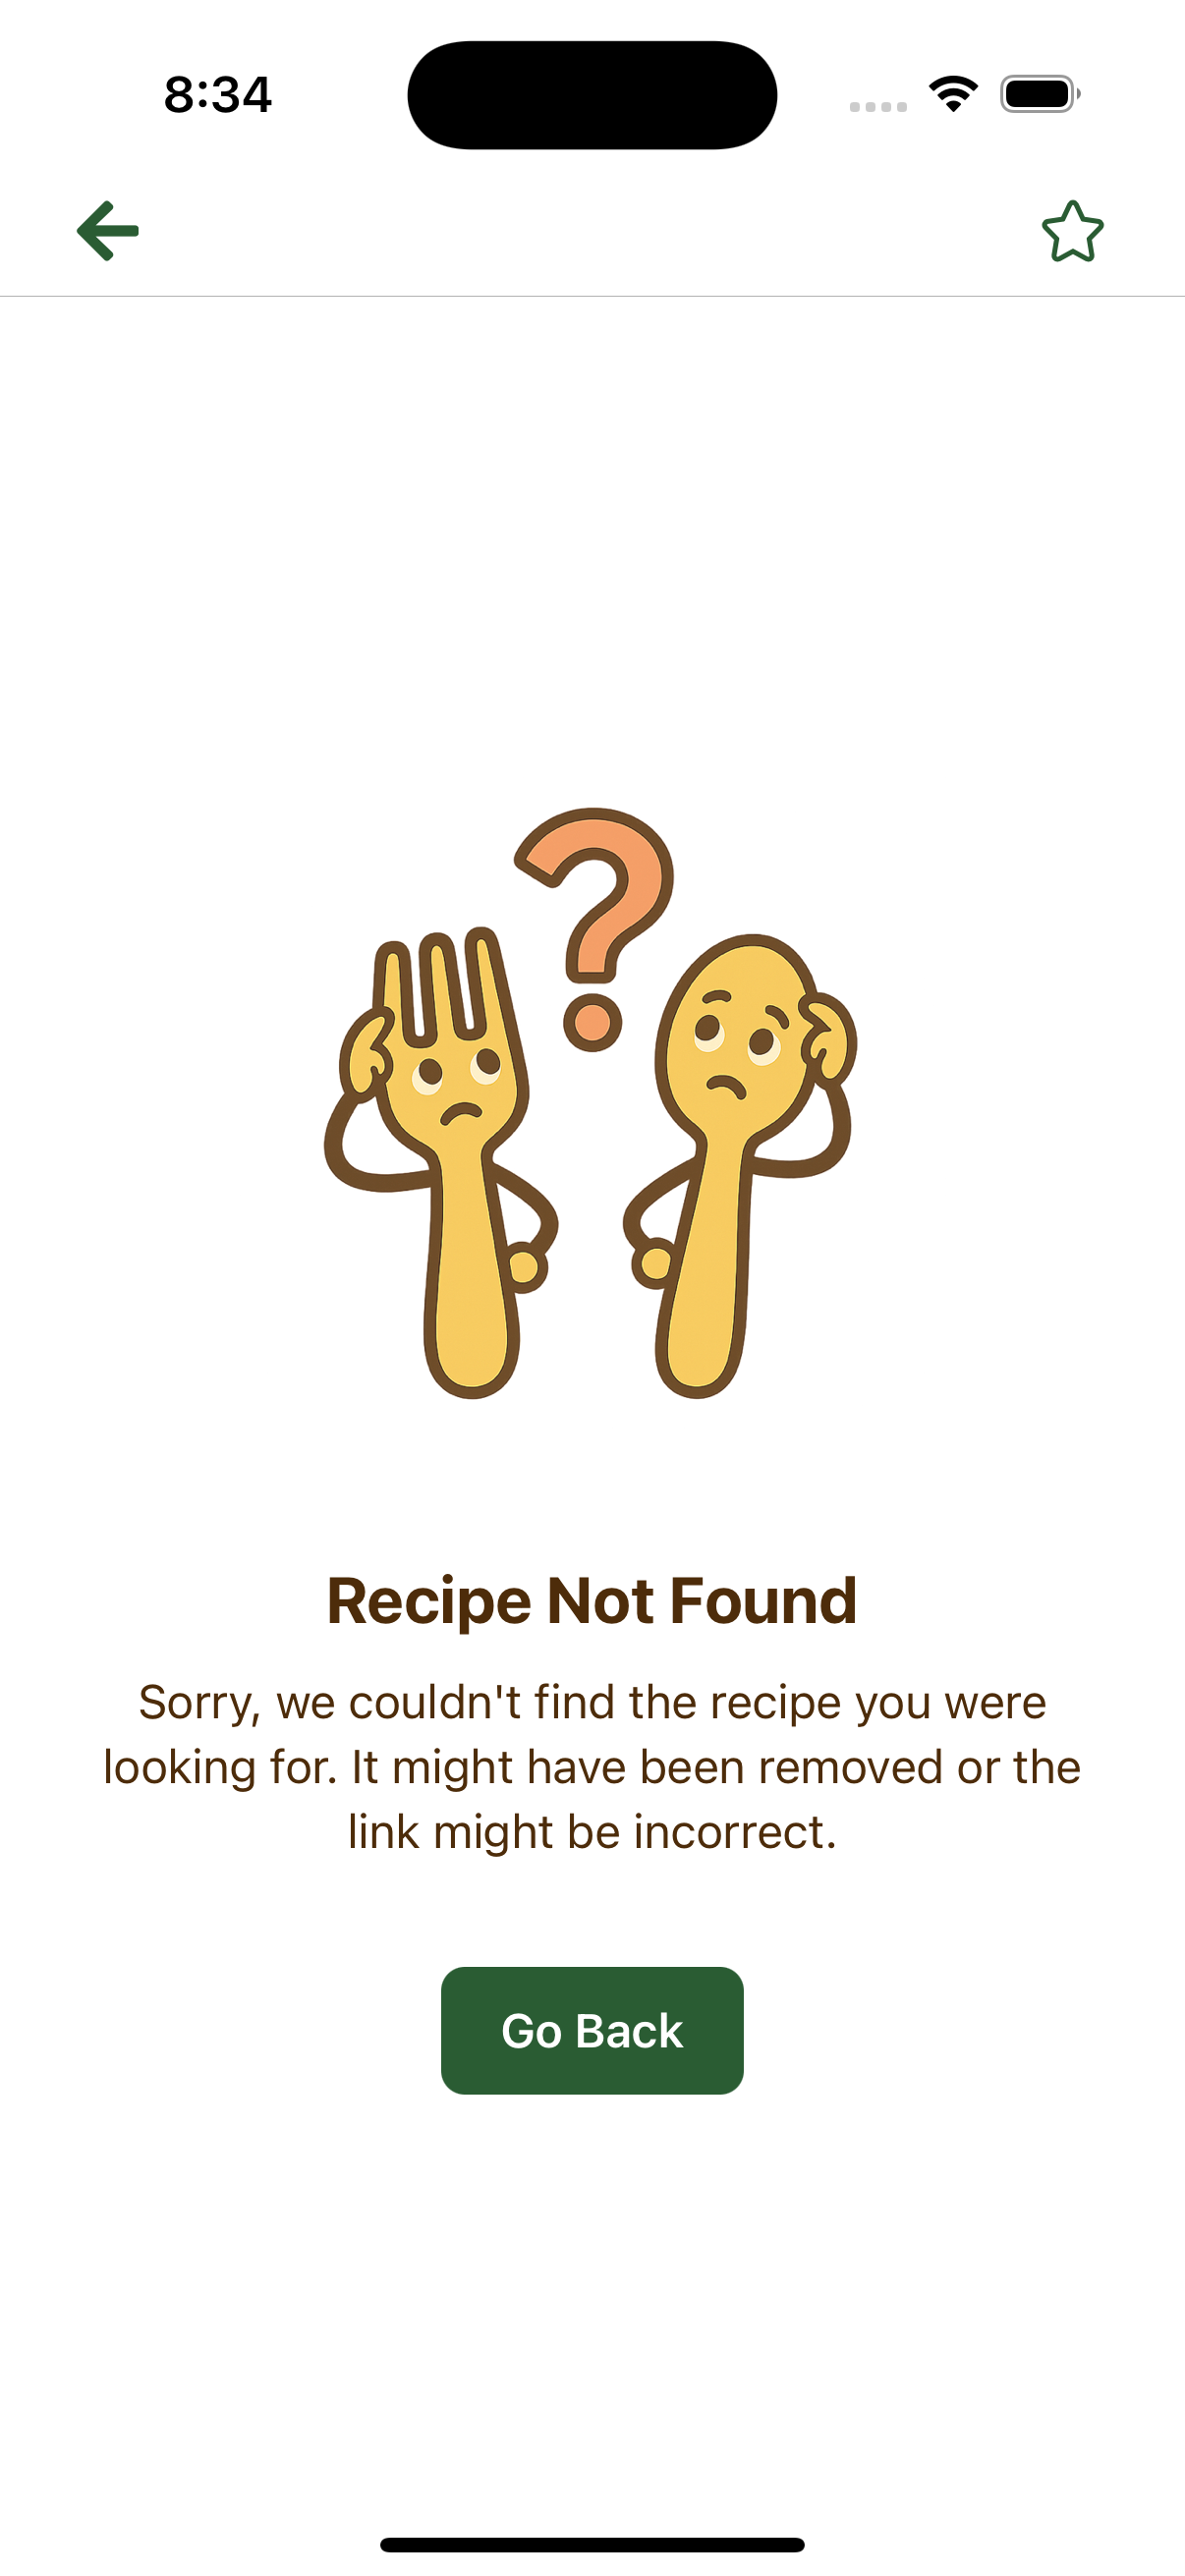 8:34
?
Recipe Not Found
Sorry, we couldn't find the recipe you were
looking for. It might have been removed or the
link might be incorrect.
Go Back